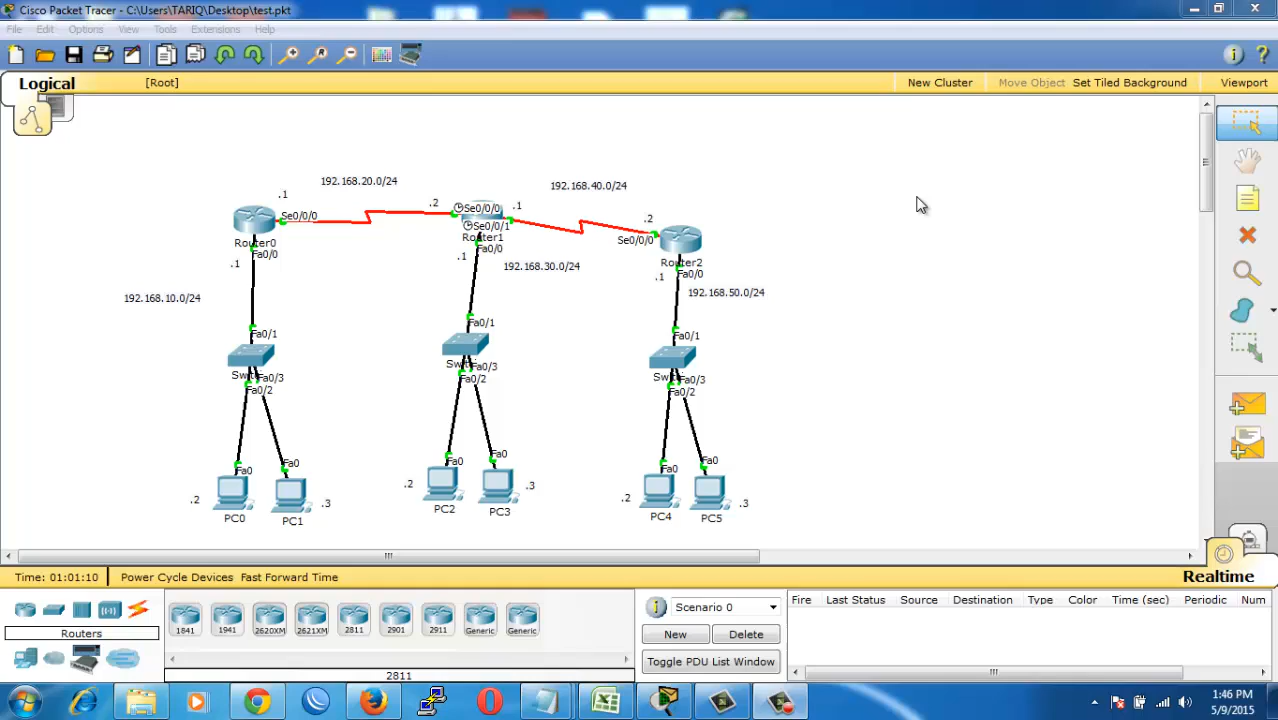 Cisco Packet Tracer - C:\Users\TARIQ\Desktop\test.pkt
File Edit Options View Tools Extensions Help
Logical [Root] New Cluster Move Object Set Tiled Background Viewport
192.168.20.0/24
192.168.40.0/24
.1
.2
Se0/0/0
.1
Se0/0/0
.2
Se0/0/1
Router1
Se0/0/0
Router0
Fa0/0
Fa0/0
.1
.1
192.168.30.0/24
Router2
Fa0/0
.1
192.168.50.0/24
192.168.10.0/24
Fa0/1
Fa0/1
Fa0/1
Fa0/3
Fa0/2
Fa0/3
Fa0/2
Fa0/3
Fa0/2
Fa0
Fa0
Fa0
Fa0
Fa0
Fa0
.2
.3
.2
.3
.2
.3
PC0
PC1
PC2
PC3
PC4
PC5
Time: 01:01:10 Power Cycle Devices Fast Forward Time
Realtime
Routers
1841 1941 2620XM 2621XM 2811 2901 2911 Generic Generic
2811
Scenario 0
New Delete
Toggle PDU List Window
Fire Last Status Source Destination Type Color Time (sec) Periodic Num
1:46 PM
5/9/2015